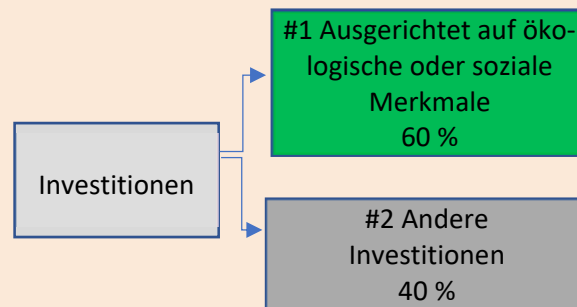 #1 Ausgerichtet auf öko-
logische oder soziale
Merkmale
60 %
Investitionen
#2 Andere
Investitionen
40 %